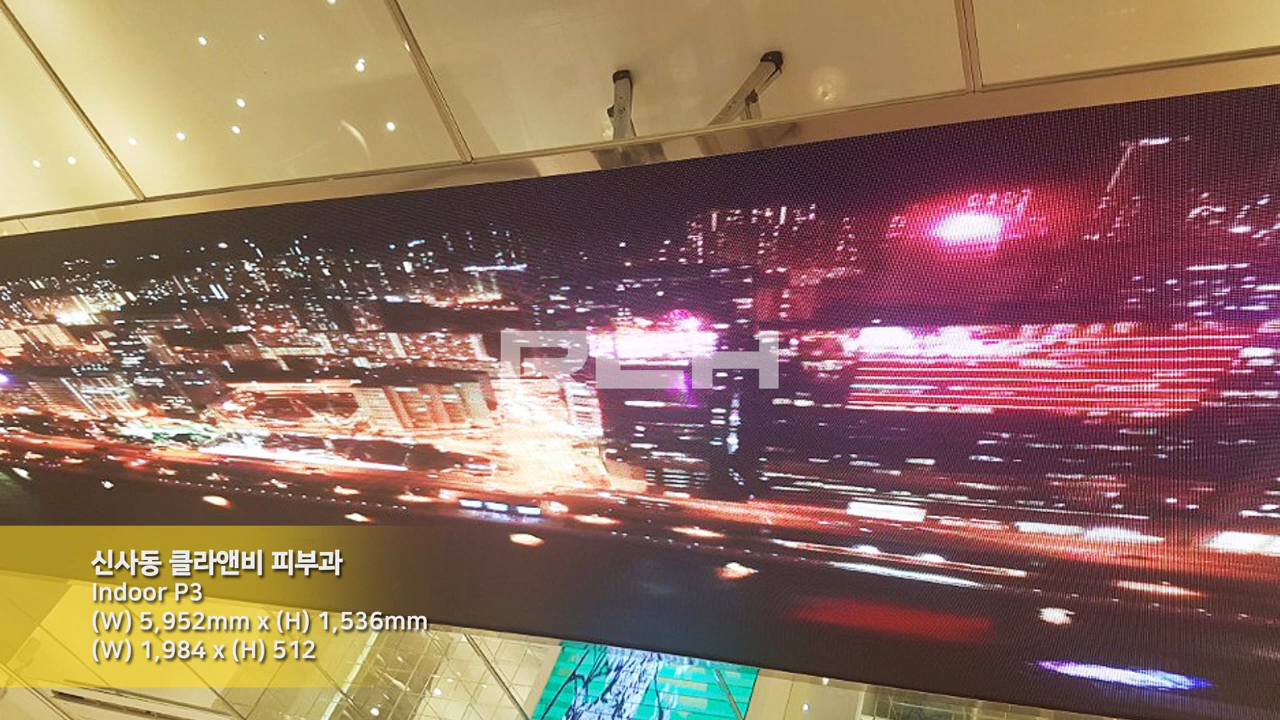 신사동 클라앤비 피부과
Indoor P3
(W) 5,952mm x (H) 1,536mm
(W) 1,984 x (H) 512